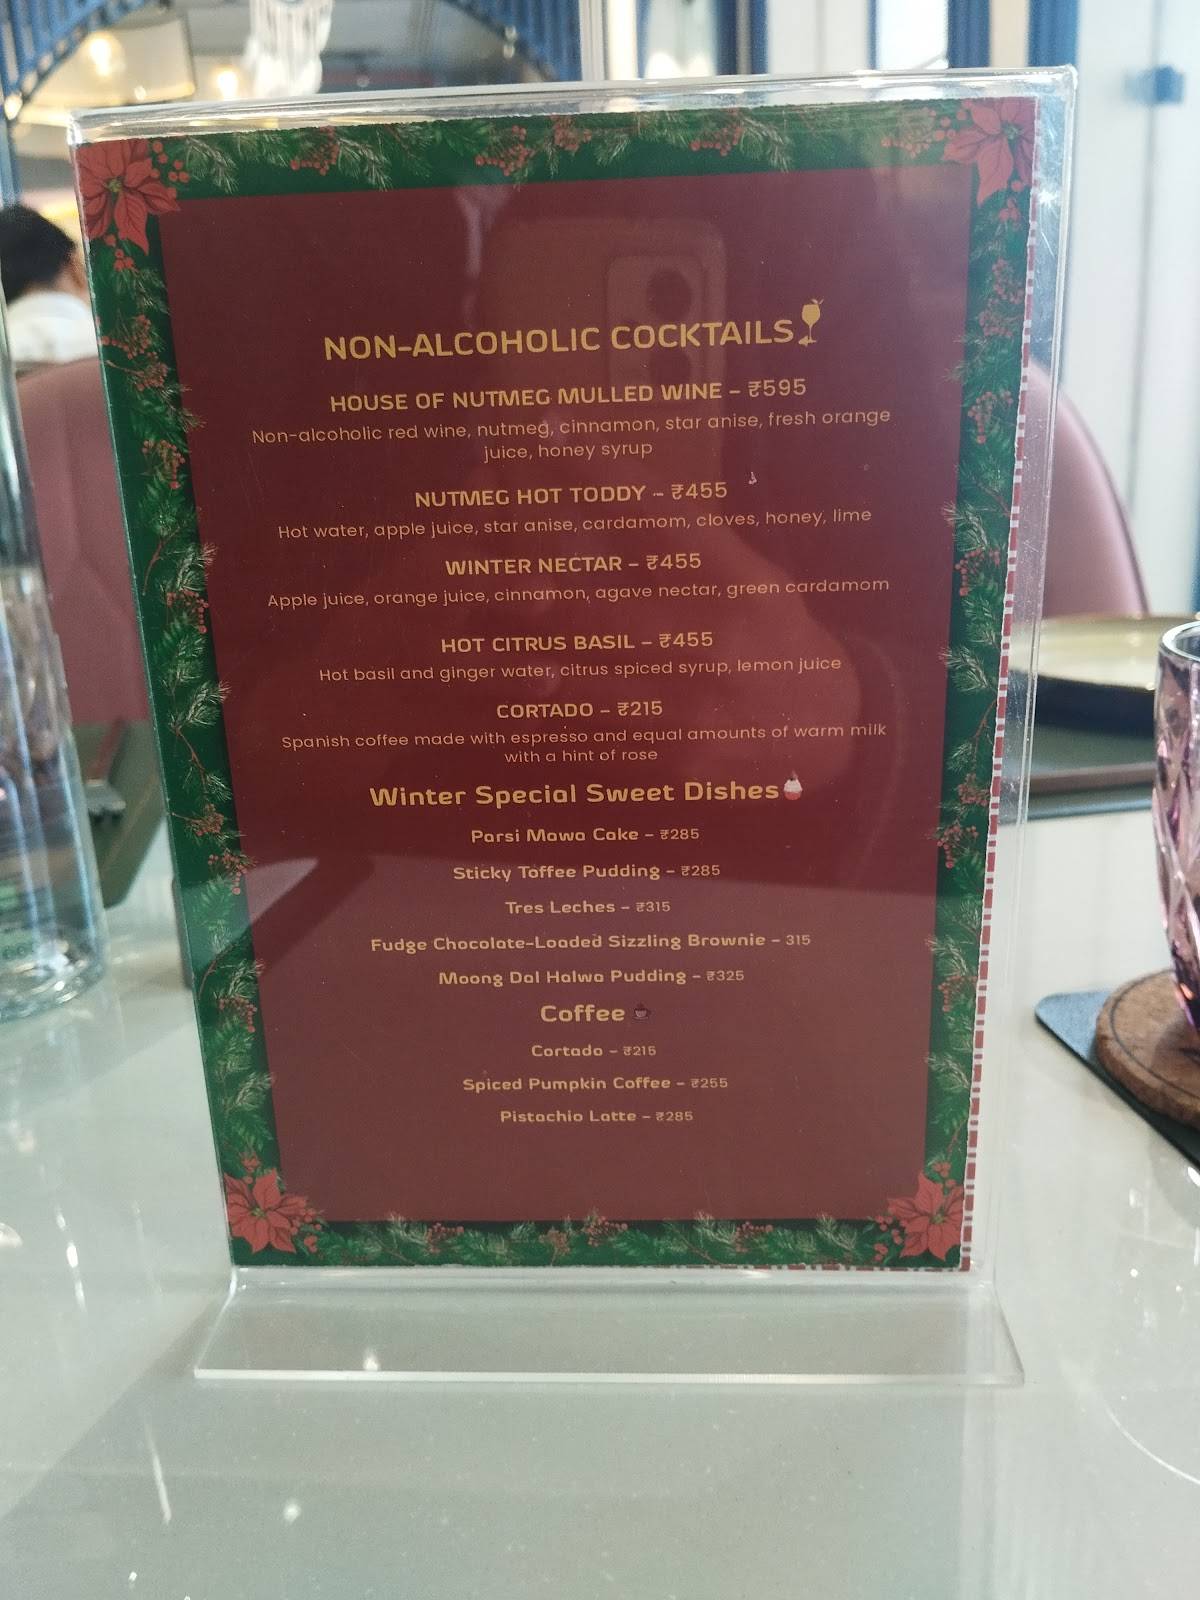 NON-ALCOHOLIC COCKTAILS
HOUSE OF NUTMEG MULLED WINE – ₹595
Non-alcoholic red wine, nutmeg, cinnamon, star anise, fresh orange
juice, honey syrup
NUTMEG HOT TODDY – ₹455
Hot water, apple juice, star anise, cardamom, cloves, honey, lime
WINTER NECTAR – ₹455
Apple juice, orange juice, cinnamon, agave nectar, green cardamom
HOT CITRUS BASIL – ₹455
Hot basil and ginger water, citrus spiced syrup, lemon juice
CORTADO – ₹215
Spanish coffee made with espresso and equal amounts of warm milk
with a hint of rose
Winter Special Sweet Dishes
Parsi Mawa Cake – ₹285
Sticky Toffee Pudding – ₹285
Tres Leches – ₹315
Fudge Chocolate-Loaded Sizzling Brownie – 315
Moong Dal Halwa Pudding – ₹325
Coffee
Cortado – ₹215
Spiced Pumpkin Coffee – ₹255
Pistachio Latte – ₹285